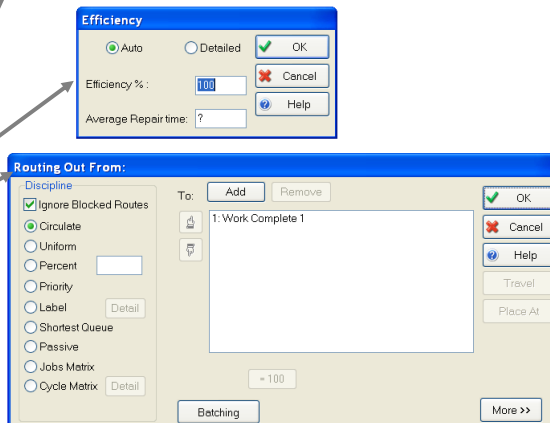 Efficiency
Auto Detailed OK
Efficiency % : 100 Cancel
Help
Average Repair time: ?
Routing Out From:
Discipline
Ignore Blocked Routes
Circulate
Uniform
Percent
Priority
Label Detail
Shortest Queue
Passive
Jobs Matrix
Cycle Matrix Detail
To: Add Remove
1: Work Complete 1
= 100
Batching
OK
Cancel
Help
Travel
Place At
More >>